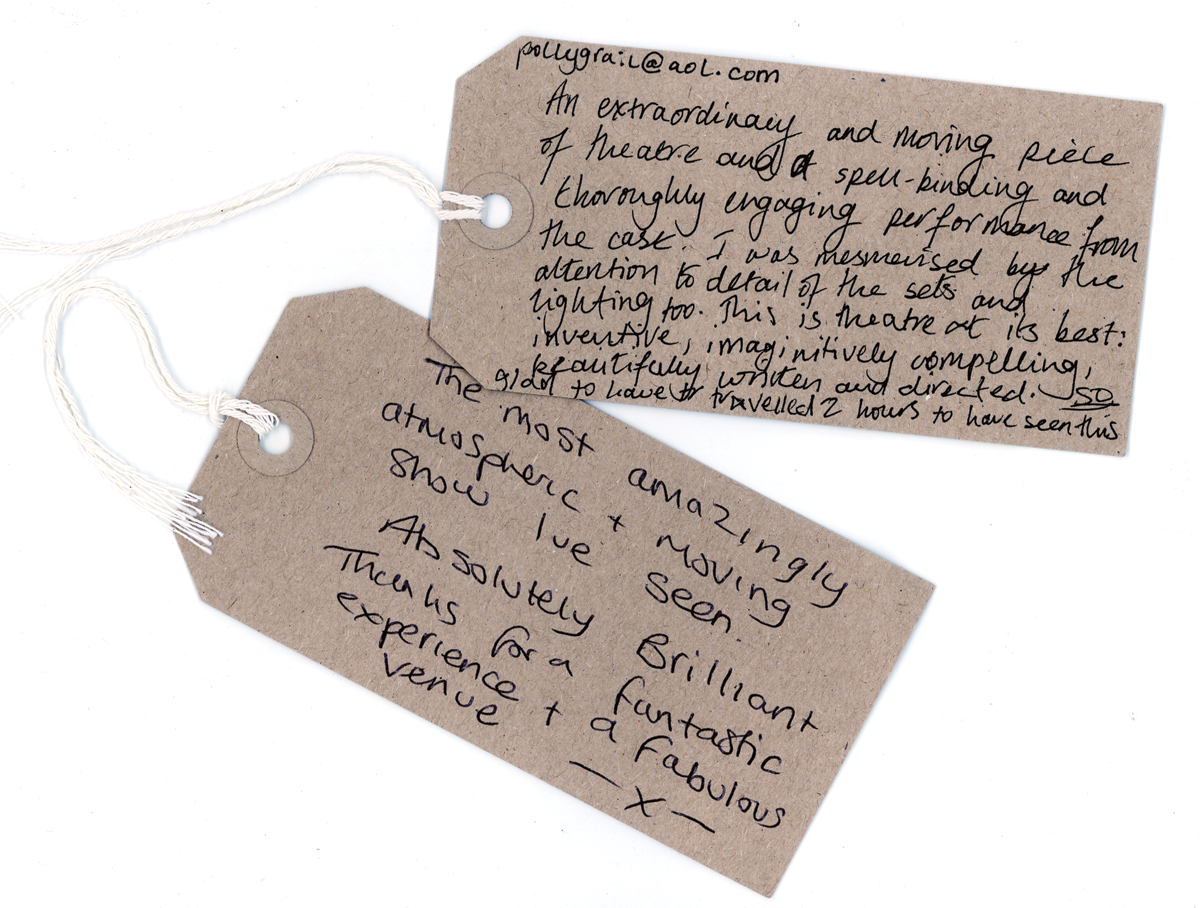 pollygrail@aol.com
An extraordinary and moving piece
of theatre and a spell-binding and
thoroughly engaging performance from
the cast. I was mesmerised by the
attention to detail of the sets and
lighting too. This is theatre at its best:
inventive, imaginitively compelling,
beautifully written and directed. SO
glad to have travelled 2 hours to have seen this
The most amazingly
atmospheric + moving
show Ive seen.
Absolutely Brilliant
Thanks for a fantastic
experience + a fabulous
venue
— x —